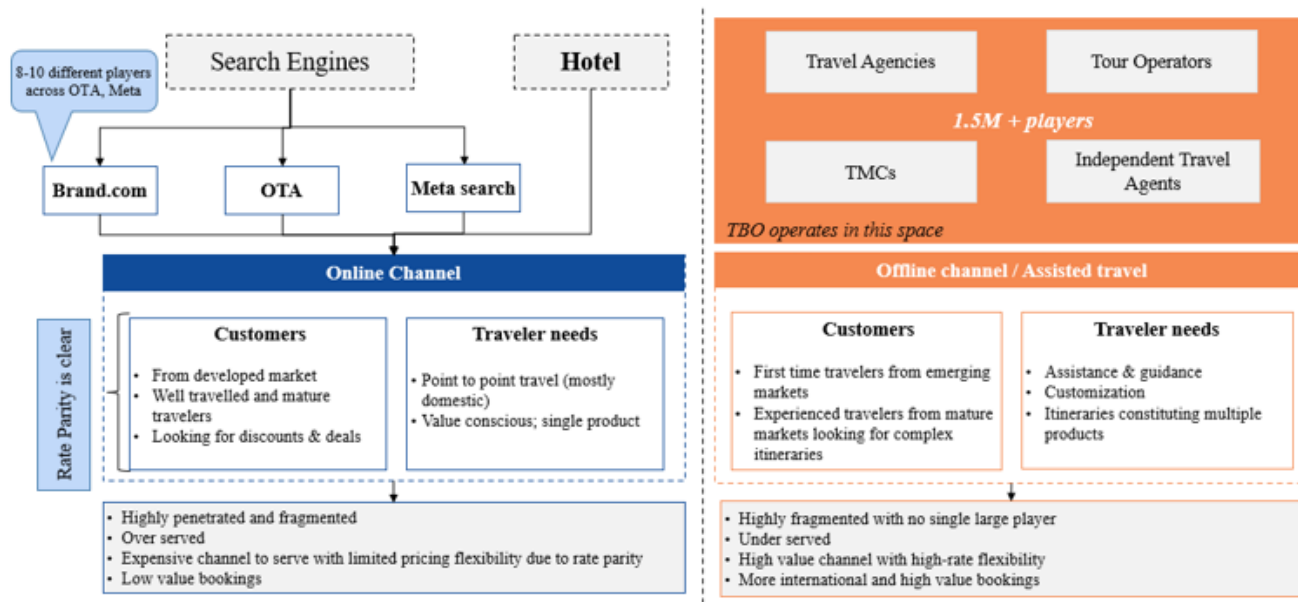 8-10 different players
across OTA, Meta
Search Engines
Hotel
Brand.com
OTA
Meta search
Online Channel
Rate Parity is clear
Customers
• From developed market
• Well travelled and mature
travelers
• Looking for discounts & deals
Traveler needs
• Point to point travel (mostly
domestic)
• Value conscious; single product
• Highly penetrated and fragmented
• Over served
• Expensive channel to serve with limited pricing flexibility due to rate parity
• Low value bookings
Travel Agencies
Tour Operators
1.5M + players
TMCs
Independent Travel
Agents
TBO operates in this space
Offline channel / Assisted travel
Customers
• First time travelers from emerging
markets
• Experienced travelers from mature
markets looking for complex
itineraries
Traveler needs
• Assistance & guidance
• Customization
• Itineraries constituting multiple
products
• Highly fragmented with no single large player
• Under served
• High value channel with high-rate flexibility
• More international and high value bookings